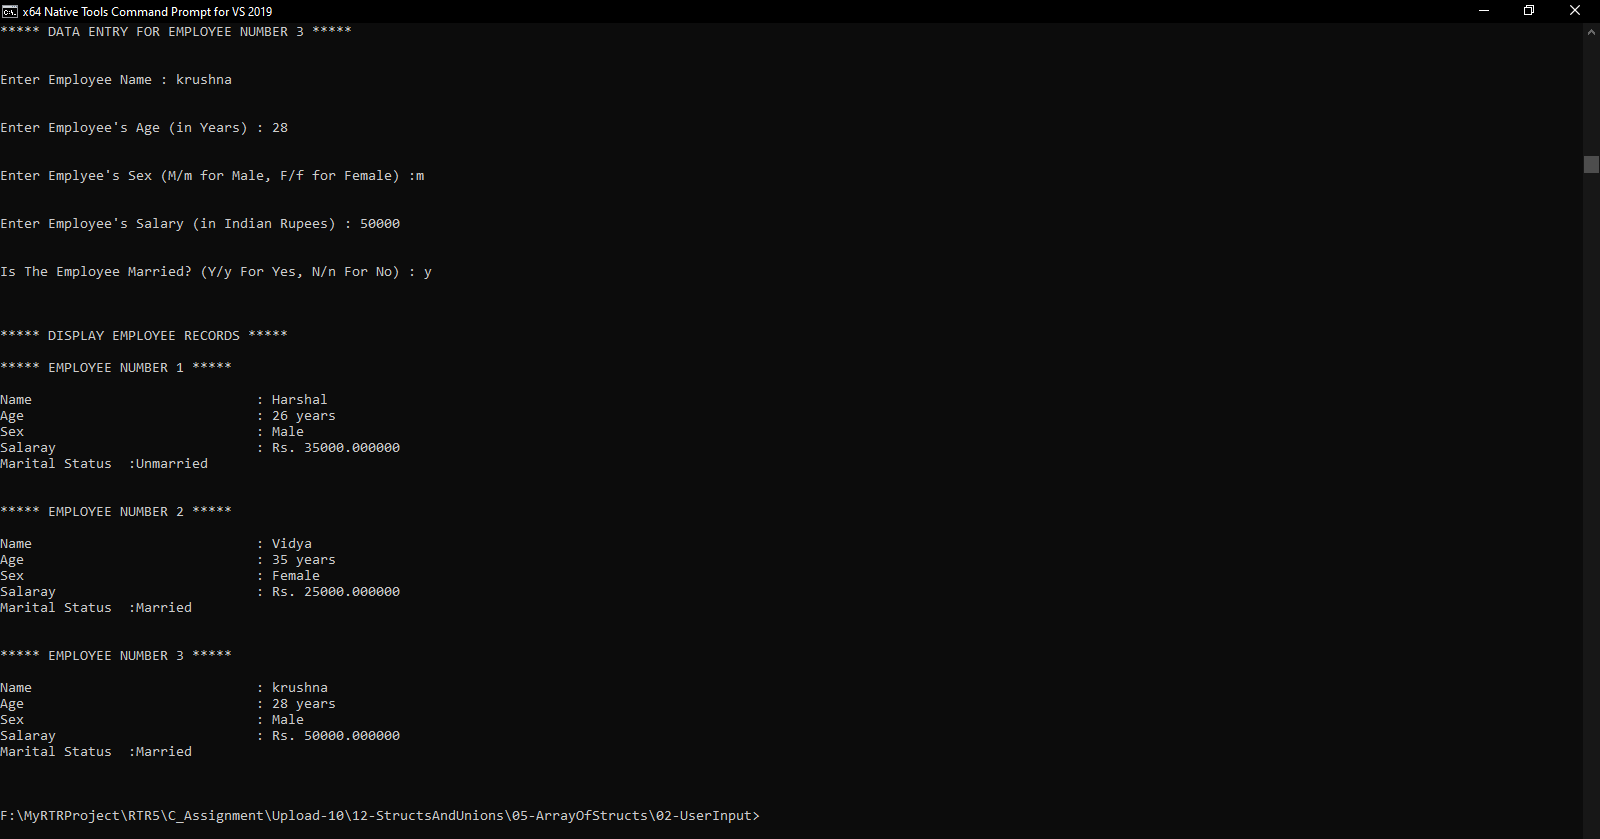 x64 Native Tools Command Prompt for VS 2019
***** DATA ENTRY FOR EMPLOYEE NUMBER 3 *****
Enter Employee Name : krushna
Enter Employee's Age (in Years) : 28
Enter Emplyee's Sex (M/m for Male, F/f for Female) :m
Enter Employee's Salary (in Indian Rupees) : 50000
Is The Employee Married? (Y/y For Yes, N/n For No) : y
***** DISPLAY EMPLOYEE RECORDS *****
***** EMPLOYEE NUMBER 1 *****
Name : Harshal
Age : 26 years
Sex : Male
Salaray : Rs. 35000.000000
Marital Status :Unmarried
***** EMPLOYEE NUMBER 2 *****
Name : Vidya
Age : 35 years
Sex : Female
Salaray : Rs. 25000.000000
Marital Status :Married
***** EMPLOYEE NUMBER 3 *****
Name : krushna
Age : 28 years
Sex : Male
Salaray : Rs. 50000.000000
Marital Status :Married
F:\MyRTRProject\RTR5\C_Assignment\Upload-10\12-StructsAndUnions\05-ArrayOfStructs\02-UserInput>